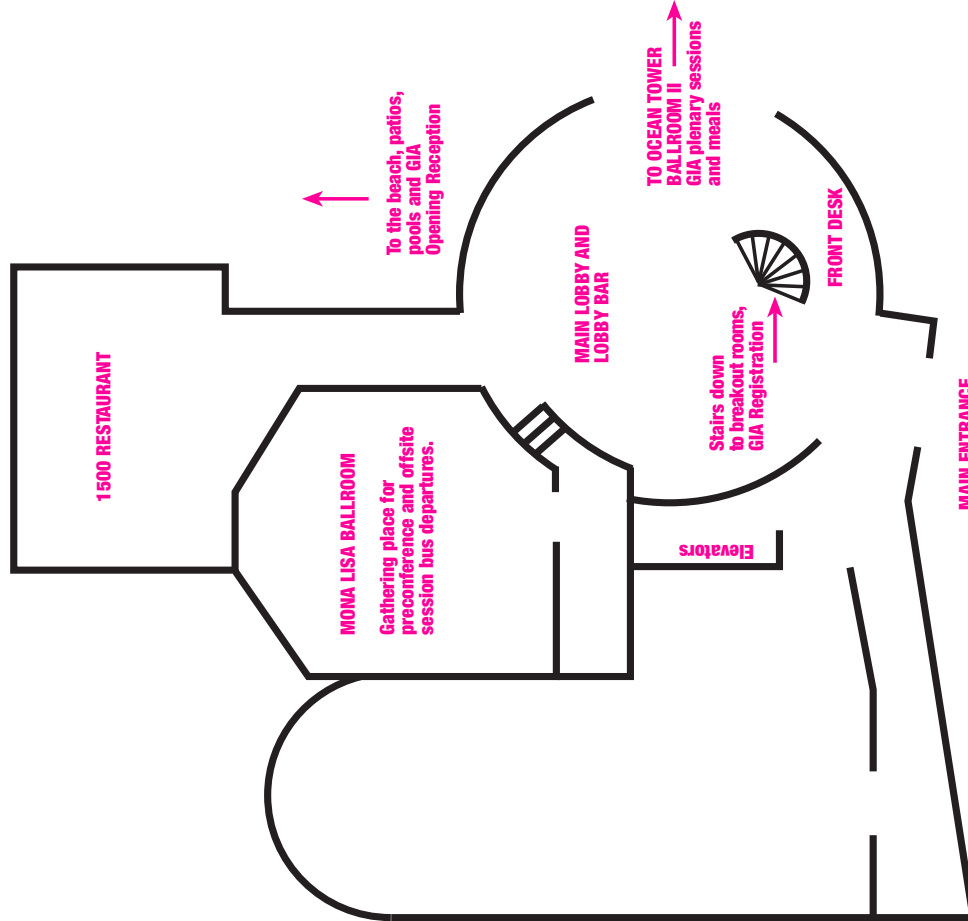 1500 RESTAURANT
To the beach, patios,
pools and GIA
Opening Reception
TO OCEAN TOWER
BALLROOM II
GIA plenary sessions
and meals
MONA LISA BALLROOM
Gathering place for
preconference and offsite
session bus departures.
MAIN LOBBY AND
LOBBY BAR
FRONT DESK
Stairs down
to breakout rooms,
GIA Registration
Elevators
MAIN ENTRANCE